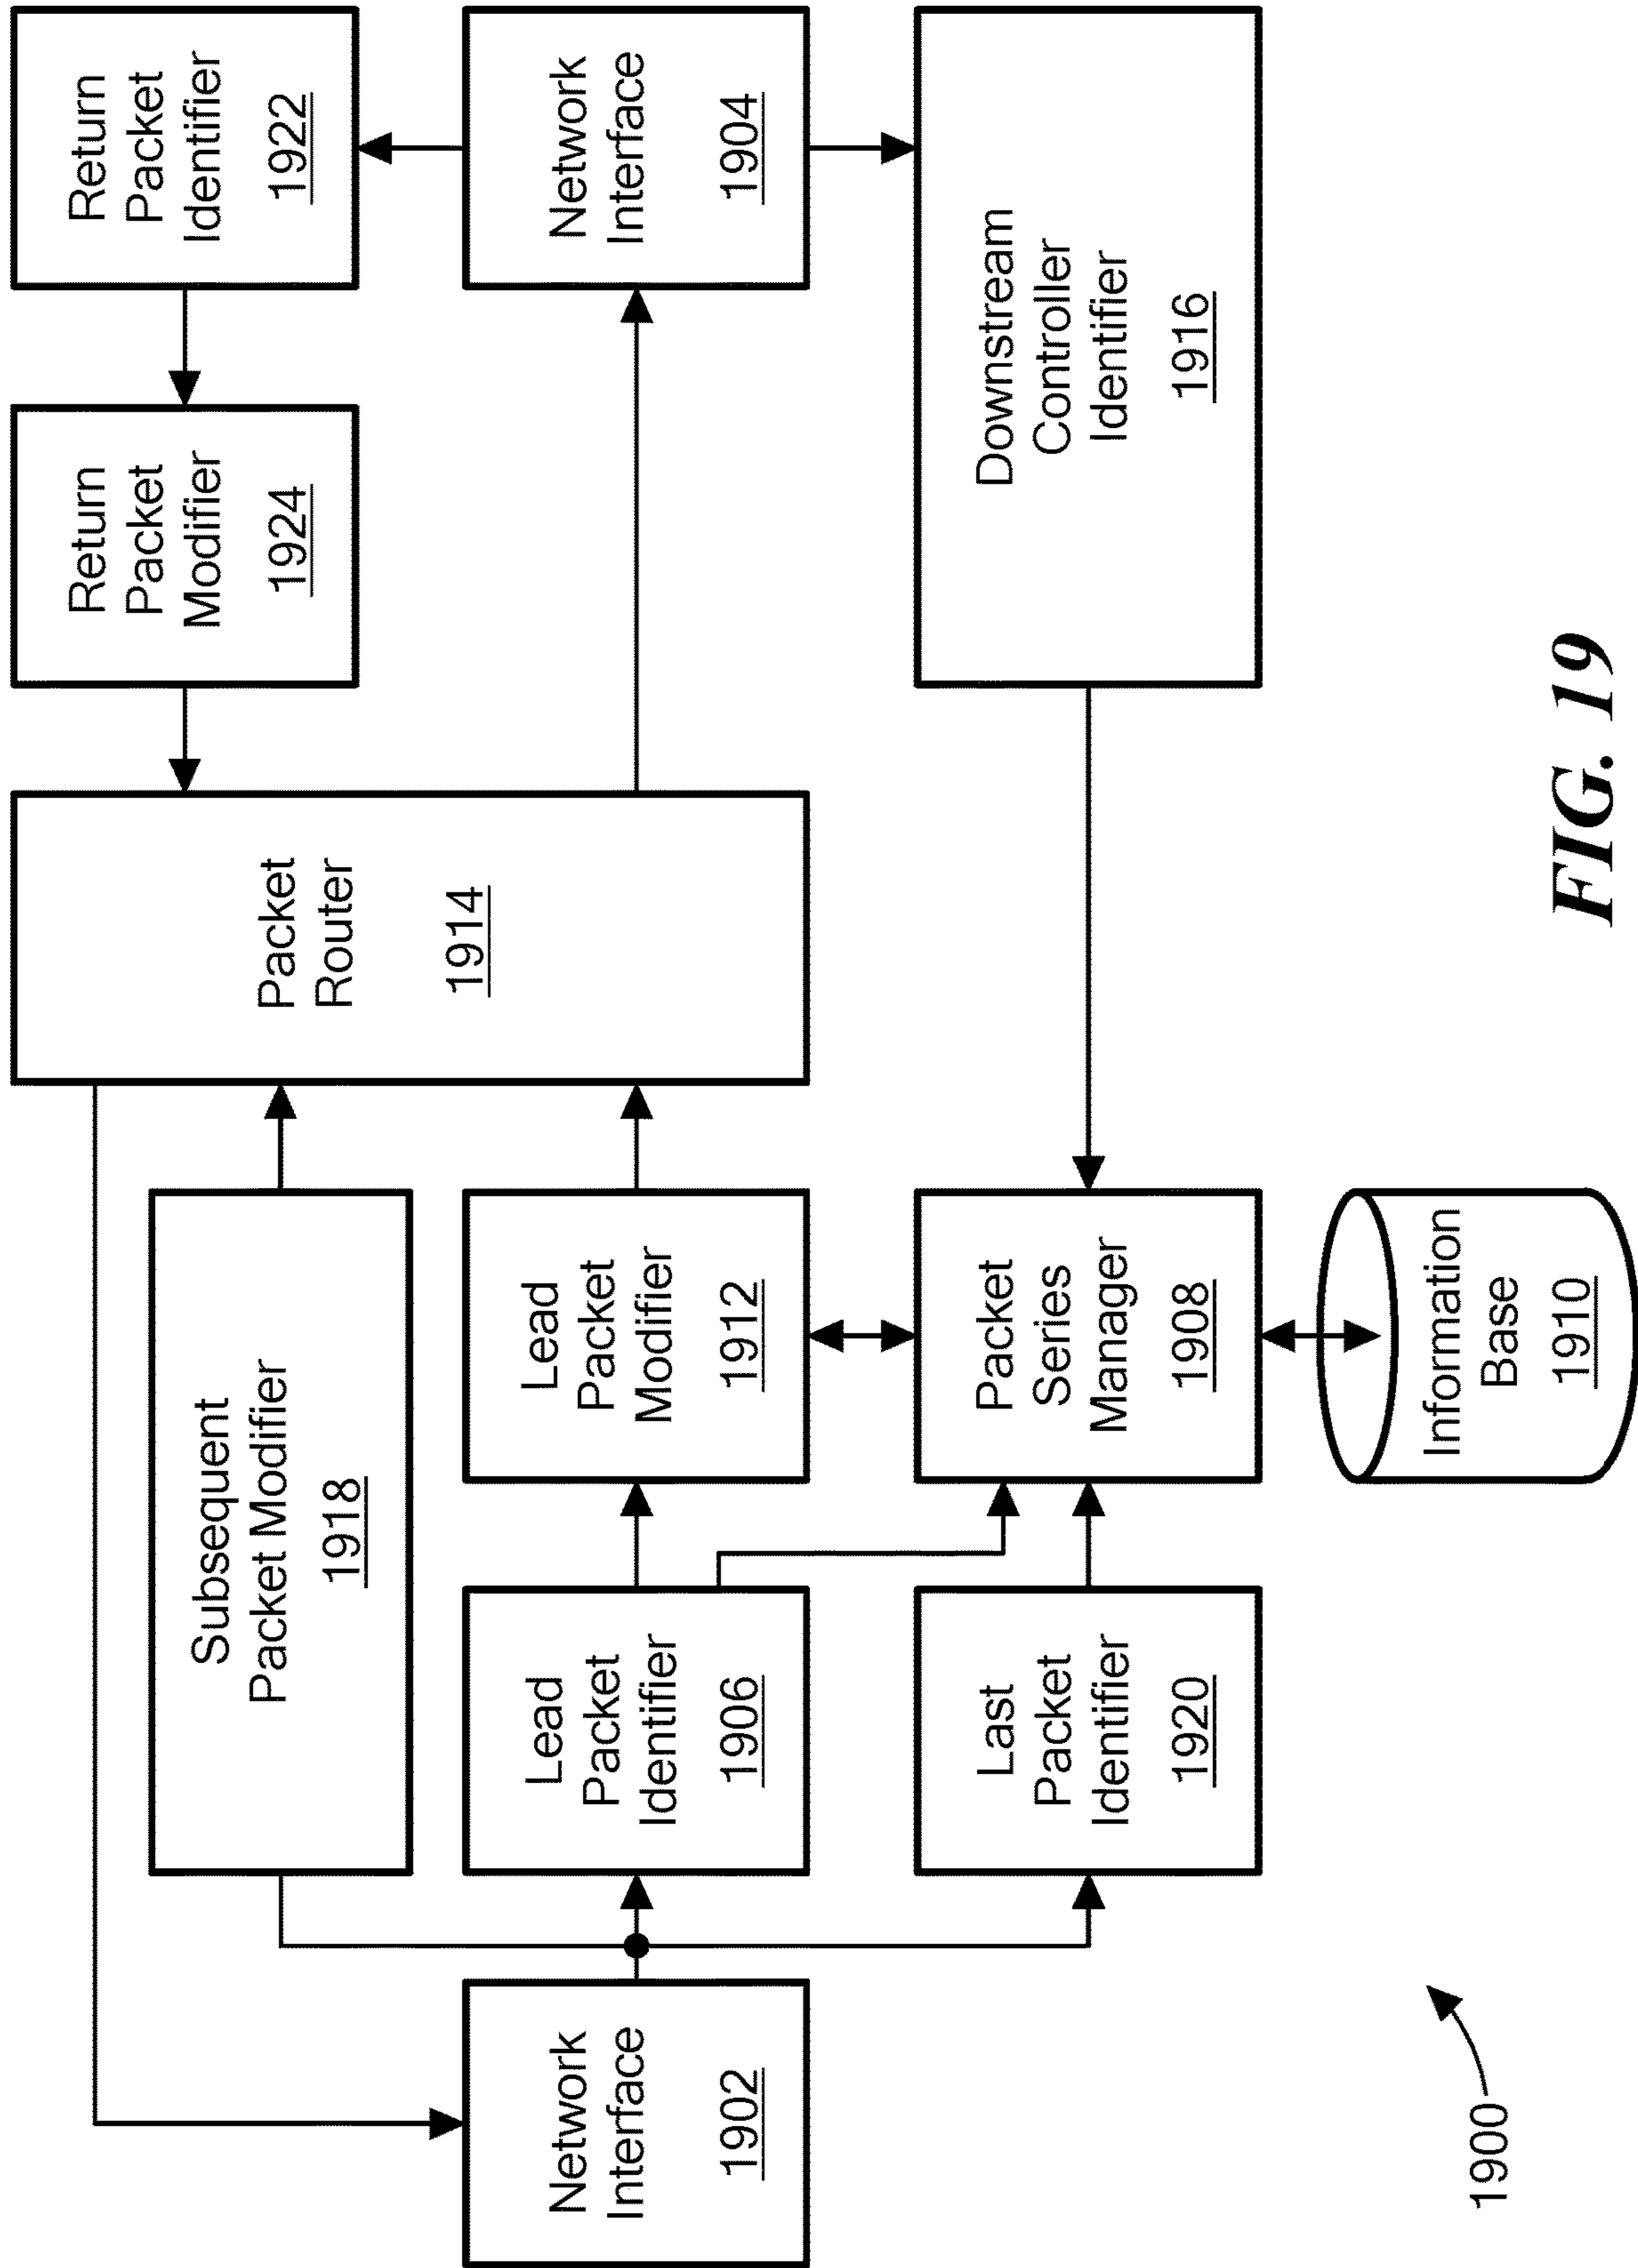 Return
Packet
Identifier
1922
Return
Packet
Modifier
1924
Network
Interface
1904
Packet
Router
1914
Downstream
Controller
Identifier
1916
Subsequent
Packet Modifier
1918
Lead
Packet
Modifier
1912
Packet
Series
Manager
1908
Information
Base
1910
Lead
Packet
Identifier
1906
Last
Packet
Identifier
1920
Network
Interface
1902
1900
FIG. 19